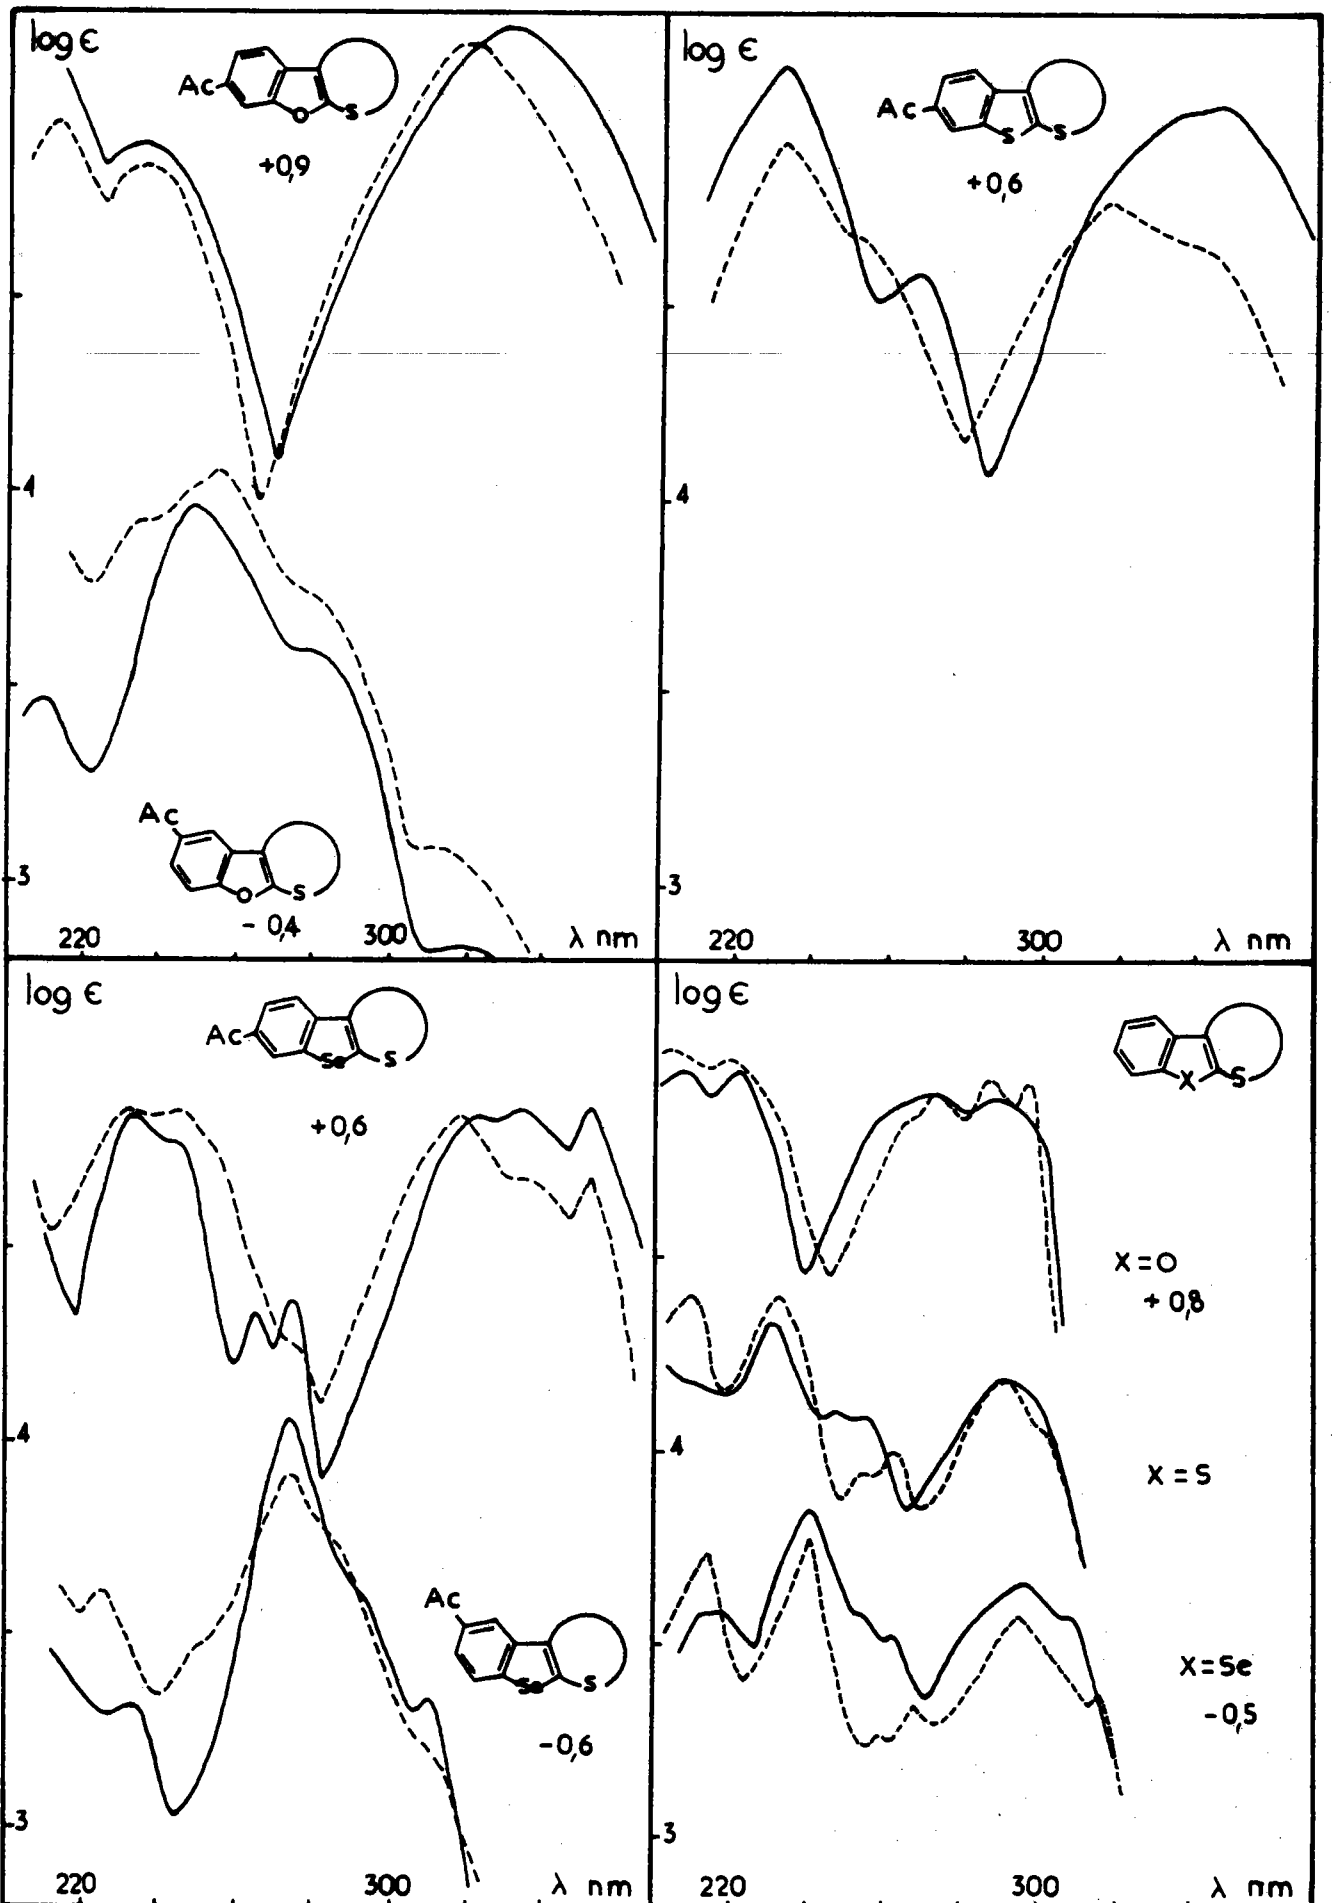 log ϵ
Ac
O
S
+0,9
4
Ac
O
S
- 0,4
3
220
300
λ nm
log ϵ
Ac
S
S
+0,6
4
3
220
300
λ nm
log ϵ
Ac
Se
S
+0,6
4
Ac
Se
S
-0,6
3
220
300
λ nm
log ϵ
X
S
X=O
+ 0,8
4
X=S
X=Se
-0,5
3
220
300
λ nm